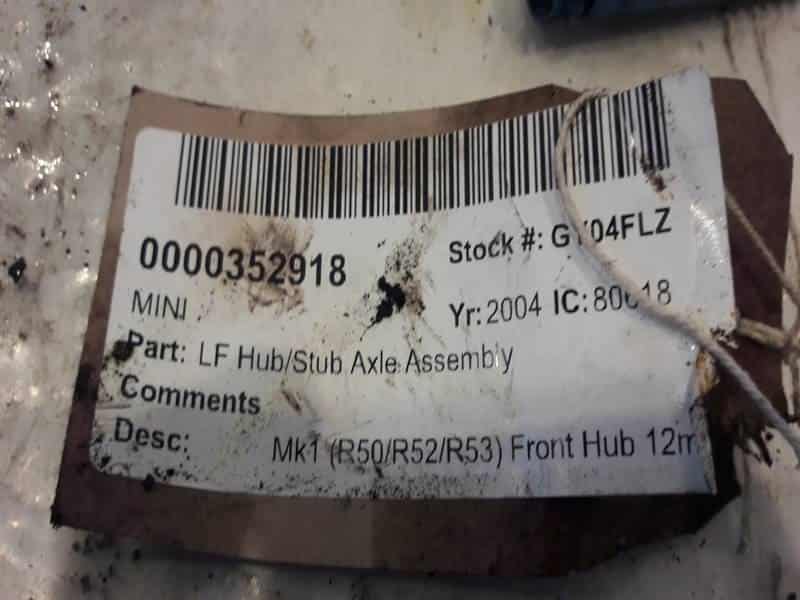 0000352918
Stock #:
MINI
Yr: 2004 IC:
Part: LF Hub/Stub Axle Assembly
Comments
Desc: Mk1 (R50/R52/R53) Front Hub